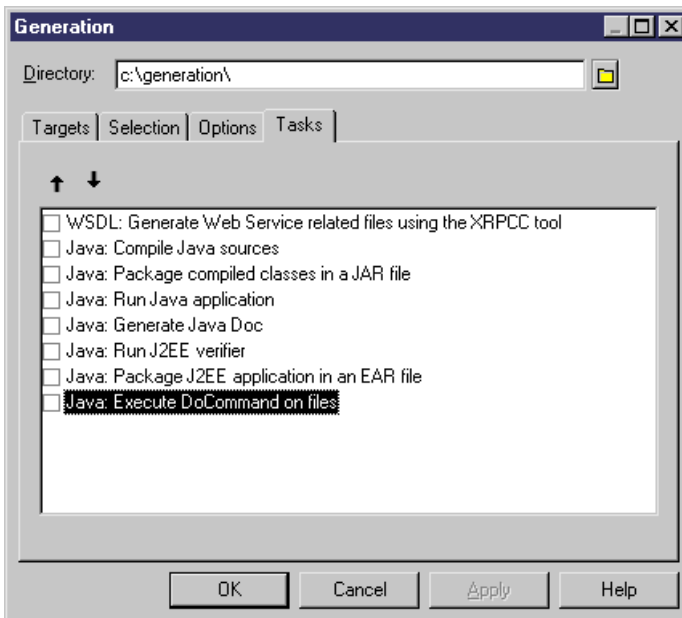 Generation
Directory: c:\generation\
Targets Selection Options Tasks
WSDL: Generate Web Service related files using the XRPCC tool
Java: Compile Java sources
Java: Package compiled classes in a JAR file
Java: Run Java application
Java: Generate Java Doc
Java: Run J2EE verifier
Java: Package J2EE application in an EAR file
Java: Execute DoCommand on files
OK Cancel Apply Help